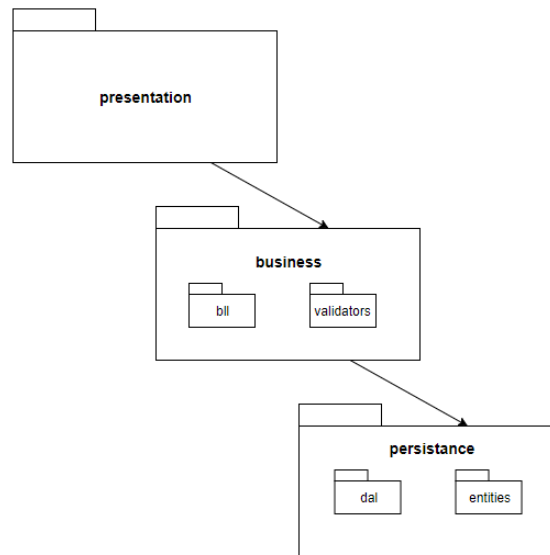 presentation
business
bll
validators
persistance
dal
entities